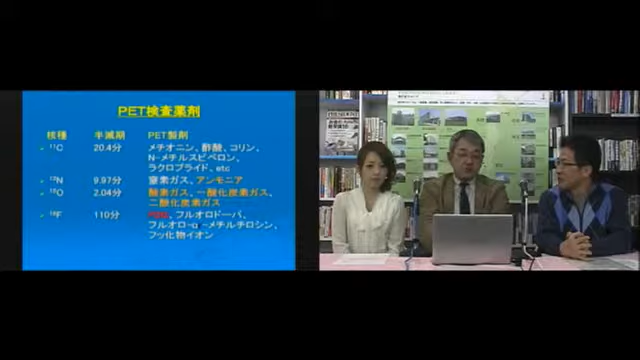 PET検査薬剤
核種 半減期 PET製剤
¹¹C 20.4分 メチオニン、酢酸、コリン、
N-メチルスピペロン、
ラクロプライド、etc
¹³N 9.97分 窒素ガス、アンモニア
¹⁵O 2.04分 酸素ガス、一酸化炭素ガス、
二酸化炭素ガス
¹⁸F 110分 フルオロドーパ、
フルオロ-α-メチルチロシン、
フッ化物イオン